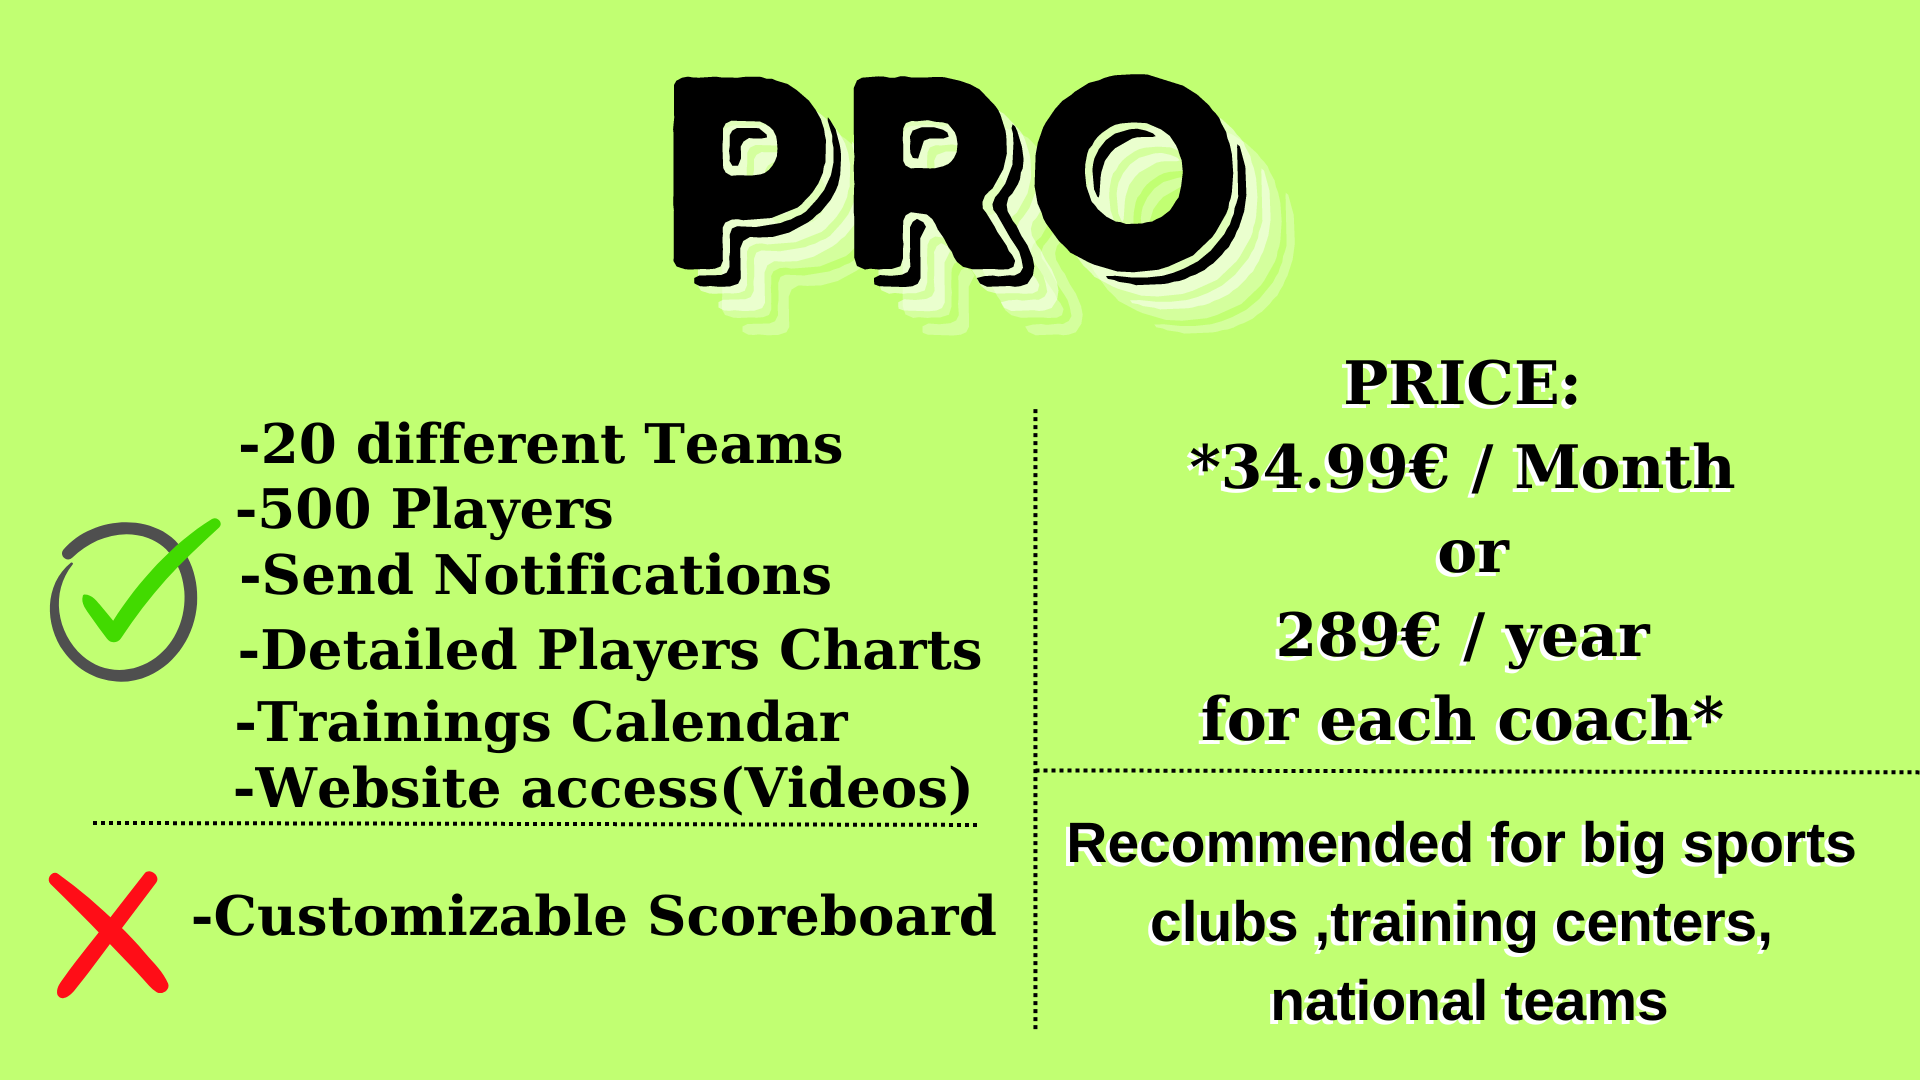 PRO
-20 different Teams
-500 Players
-Send Notifications
-Detailed Players Charts
-Trainings Calendar
-Website access(Videos)
-Customizable Scoreboard
PRICE:
*34.99€ / Month
or
289€ / year
for each coach*
Recommended for big sports
clubs ,training centers,
national teams